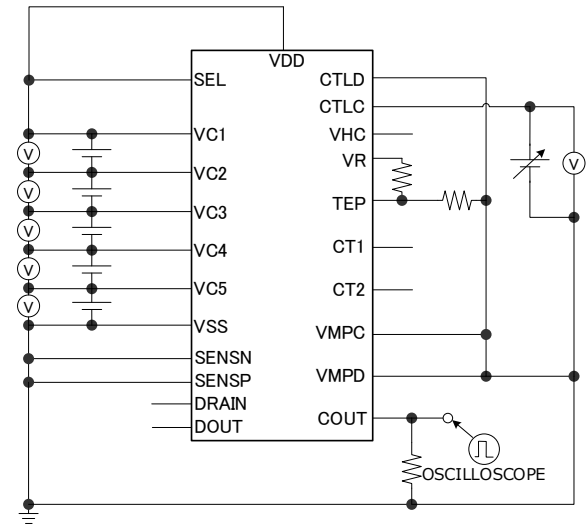 VDD
SEL
VC1
VC2
VC3
VC4
VC5
VSS
SENSN
SENSP
DRAIN
DOUT
CTLD
CTLC
VHC
VR
TEP
CT1
CT2
VMPC
VMPD
COUT
V
V
V
V
V
V
OSCILLOSCOPE